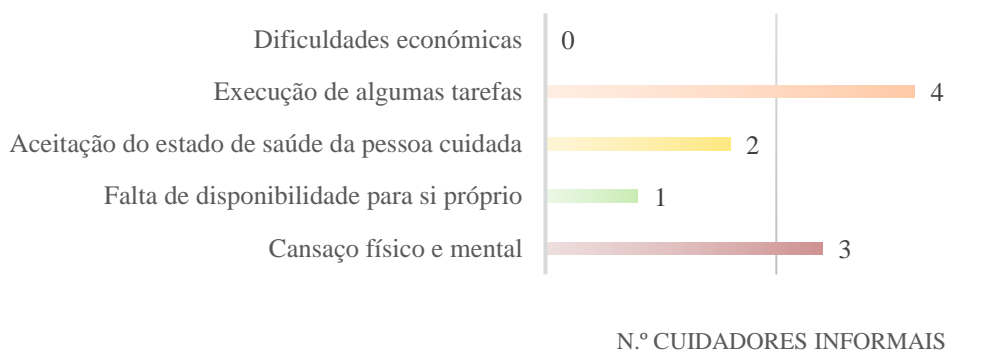 Dificuldades económicas 0
Execução de algumas tarefas 4
Aceitação do estado de saúde da pessoa cuidada 2
Falta de disponibilidade para si próprio 1
Cansaço físico e mental 3
N.º CUIDADORES INFORMAIS